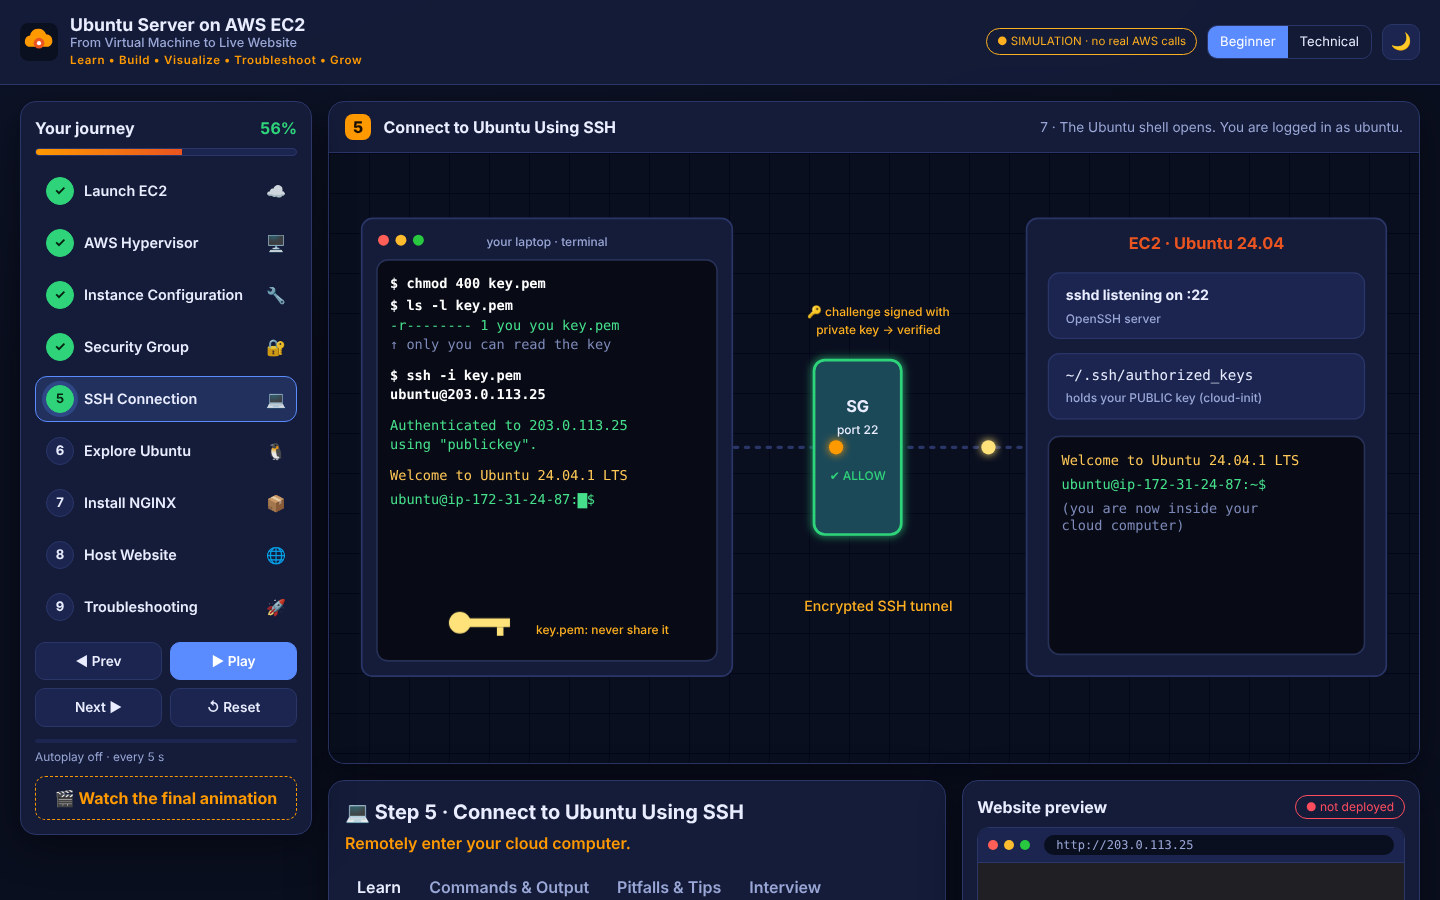 Ubuntu Server on AWS EC2
From Virtual Machine to Live Website
Learn • Build • Visualize • Troubleshoot • Grow
SIMULATION · no real AWS calls
Beginner
Technical
Your journey
56%
✓ Launch EC2
✓ AWS Hypervisor
✓ Instance Configuration
✓ Security Group
5 SSH Connection
6 Explore Ubuntu
7 Install NGINX
8 Host Website
9 Troubleshooting
◀ Prev
▶ Play
Next ▶
↺ Reset
Autoplay off · every 5 s
🎬 Watch the final animation
5 Connect to Ubuntu Using SSH
7 · The Ubuntu shell opens. You are logged in as ubuntu.
your laptop · terminal
$ chmod 400 key.pem
$ ls -l key.pem
-r-------- 1 you you key.pem
↑ only you can read the key
$ ssh -i key.pem
ubuntu@203.0.113.25
Authenticated to 203.0.113.25
using "publickey".
Welcome to Ubuntu 24.04.1 LTS
ubuntu@ip-172-31-24-87:█$
key.pem: never share it
🔑 challenge signed with
private key → verified
SG
port 22
✔ ALLOW
Encrypted SSH tunnel
EC2 · Ubuntu 24.04
sshd listening on :22
OpenSSH server
~/.ssh/authorized_keys
holds your PUBLIC key (cloud-init)
Welcome to Ubuntu 24.04.1 LTS
ubuntu@ip-172-31-24-87:~$
(you are now inside your
cloud computer)
💻 Step 5 · Connect to Ubuntu Using SSH
Remotely enter your cloud computer.
Learn
Commands & Output
Pitfalls & Tips
Interview
Website preview
not deployed
http://203.0.113.25